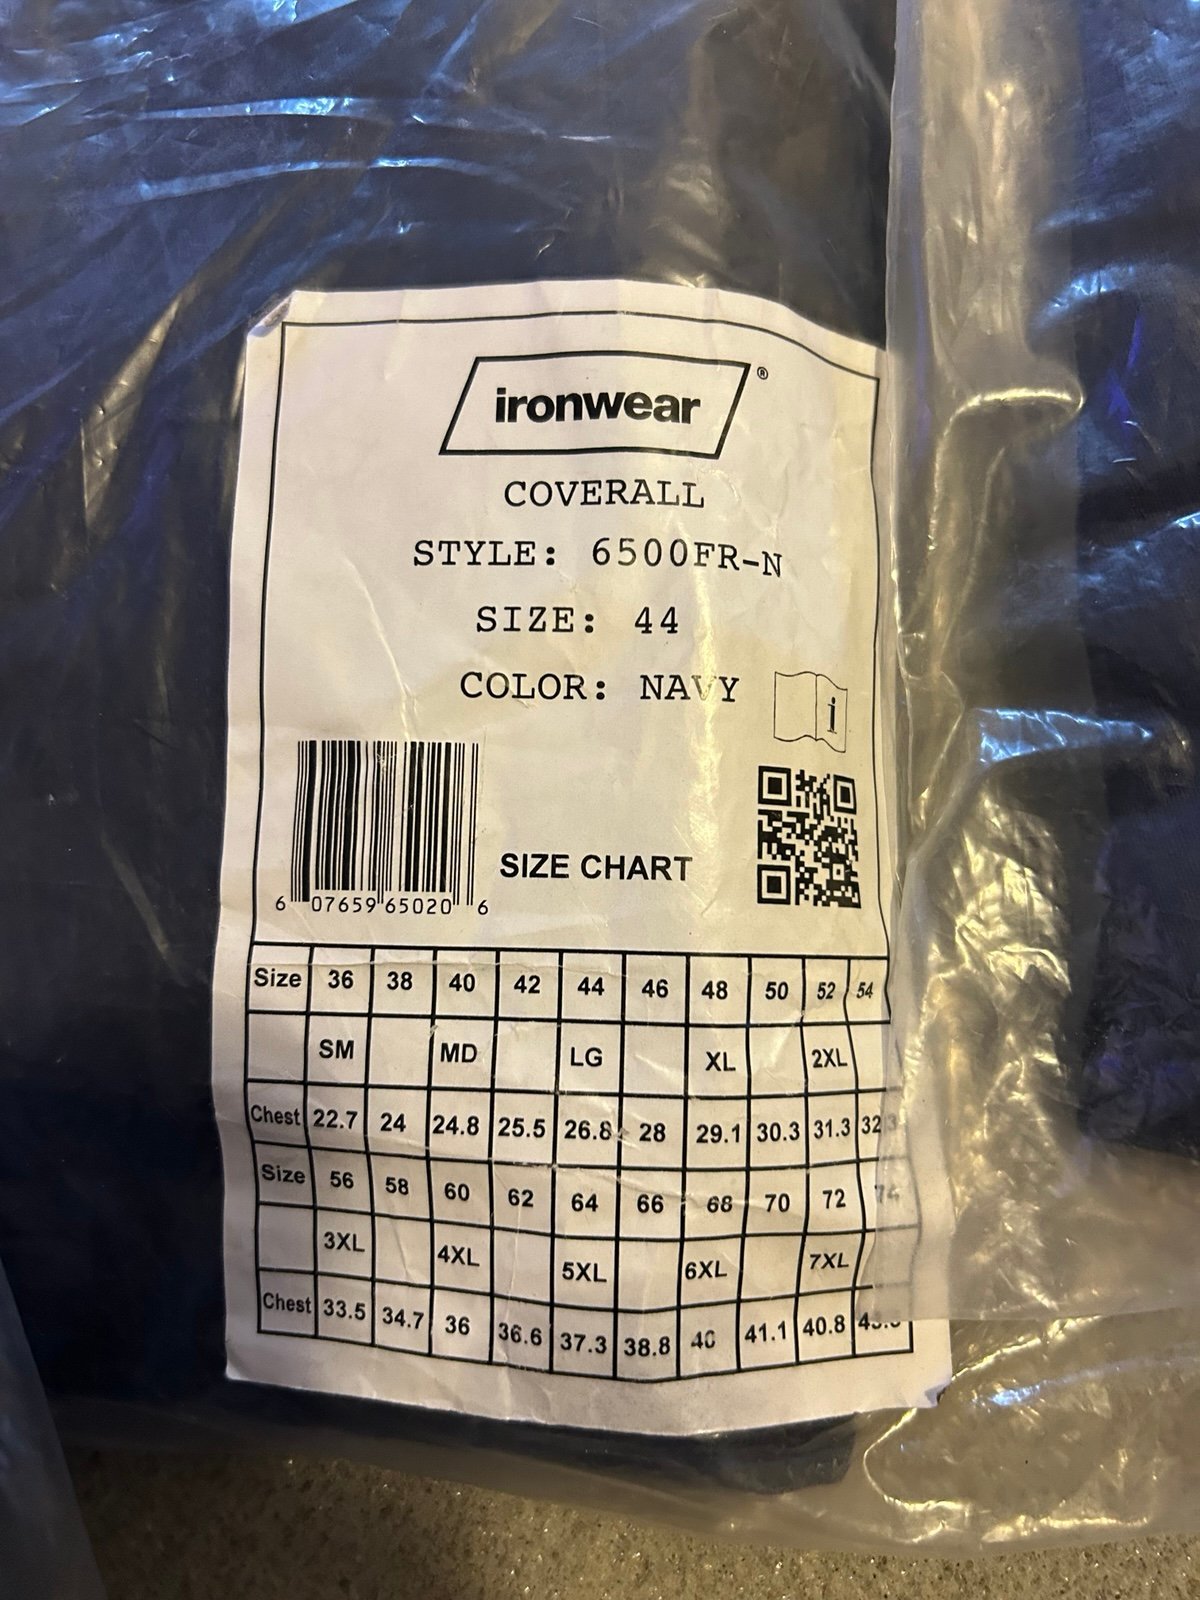 ironwear®
COVERALL
STYLE: 6500FR-N
SIZE: 44
COLOR: NAVY
i
6 07659 65020 6
SIZE CHART
Size 36 38 40 42 44 46 48 50 52 54
SM MD LG XL 2XL
Chest 22.7 24 24.8 25.5 26.8 28 29.1 30.3 31.3
Size 56 58 60 62 64 66 68 70 72
3XL 4XL 5XL 6XL 7XL
Chest 33.5 34.7 36 36.6 37.3 38.8 40 41.1 40.8